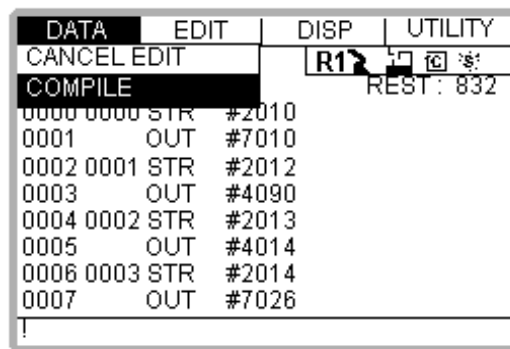 DATA EDIT DISP UTILITY
CANCEL EDIT R1 C S
COMPILE REST : 832
0000 0000 STR #2010
0001 OUT #7010
0002 0001 STR #2012
0003 OUT #4090
0004 0002 STR #2013
0005 OUT #4014
0006 0003 STR #2014
0007 OUT #7026
!